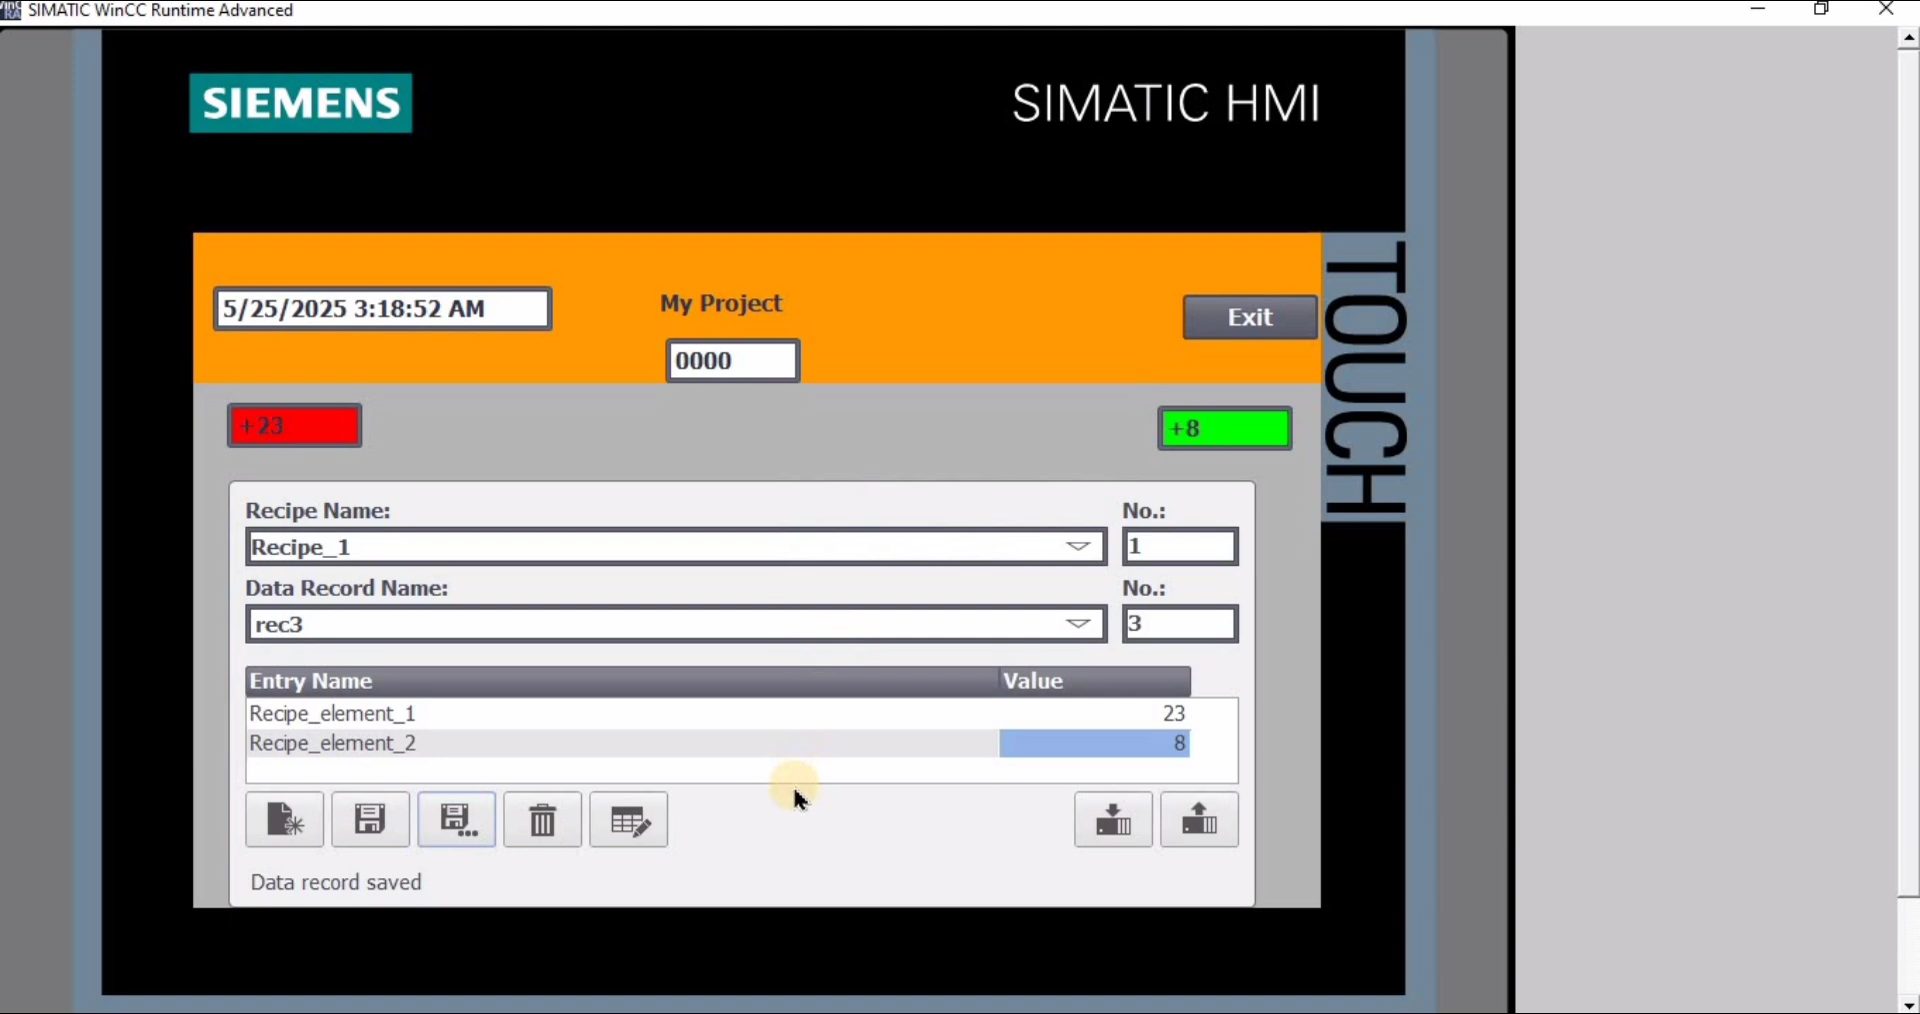 SIMATIC WinCC Runtime Advanced
SIEMENS
SIMATIC HMI
TOUCH
5/25/2025 3:18:52 AM
My Project
Exit
0000
+23
+8
Recipe Name:
No.:
Recipe_1
1
Data Record Name:
No.:
rec3
3
Entry Name
Value
Recipe_element_1
23
Recipe_element_2
8
Data record saved